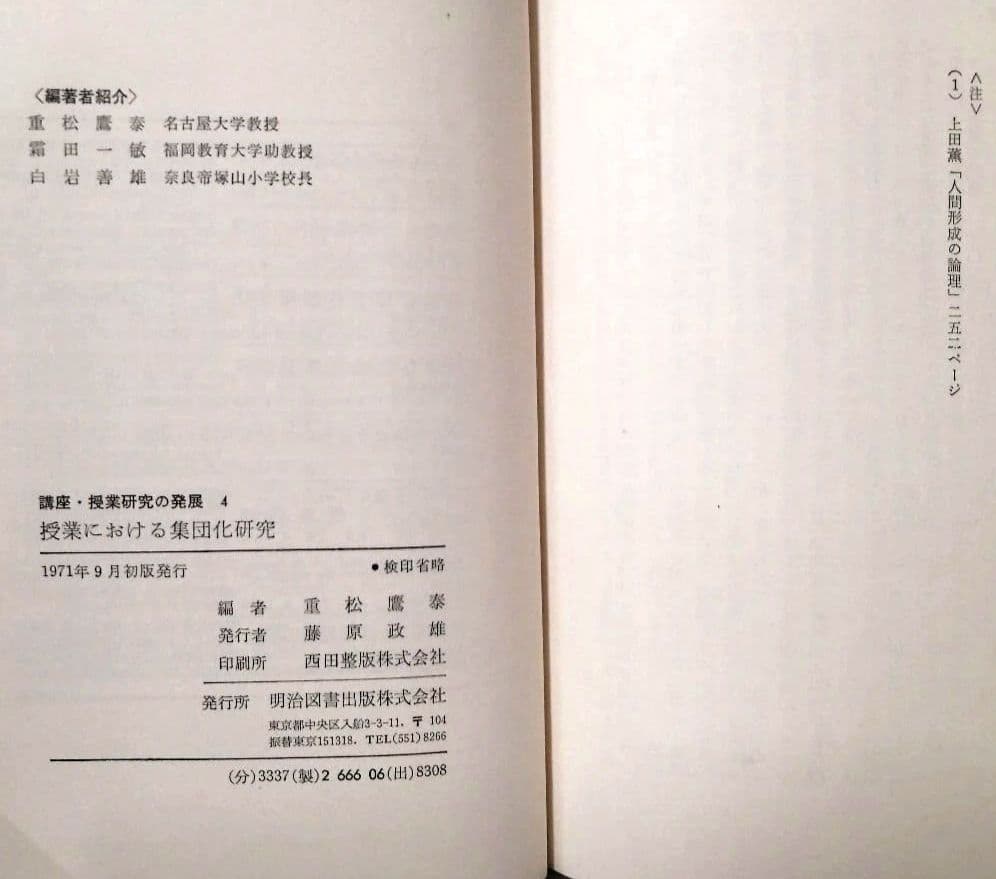 <注>
(1) 上田薫「人間形成の論理」二五二ページ
〈編著者紹介〉
重松鷹泰 名古屋大学教授
霜田一敏 福岡教育大学助教授
白岩善雄 奈良帝塚山小学校長
講座・授業研究の発展 4
授業における集団化研究
1971年9月初版発行 ●検印省略
編者 重松鷹泰
発行者 藤原政雄
印刷所 西田整版株式会社
発行所 明治図書出版株式会社
東京都中央区入船3-3-11. 〒 104
振替東京151318. TEL(551)8266
(分)3337(製)2 666 06(出)8308